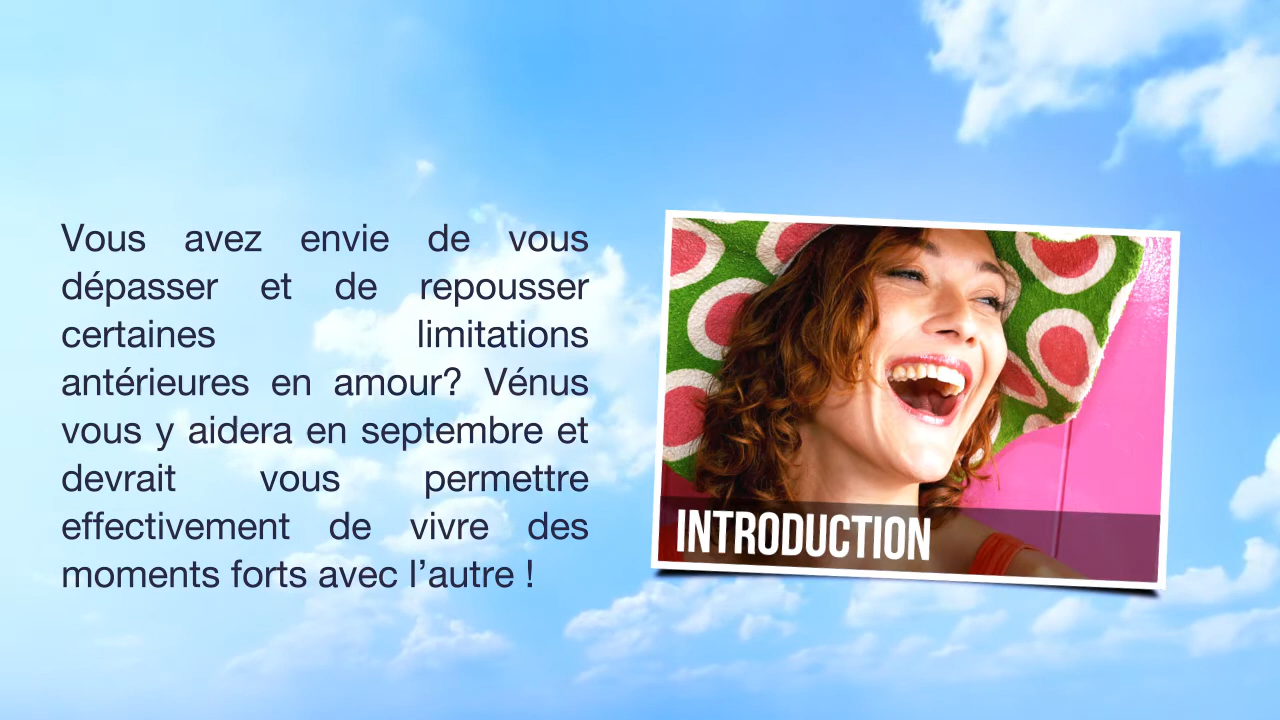 Vous avez envie de vous
dépasser et de repousser
certaines limitations
antérieures en amour? Vénus
vous y aidera en septembre et
devrait vous permettre
effectivement de vivre des
moments forts avec l’autre !
INTRODUCTION